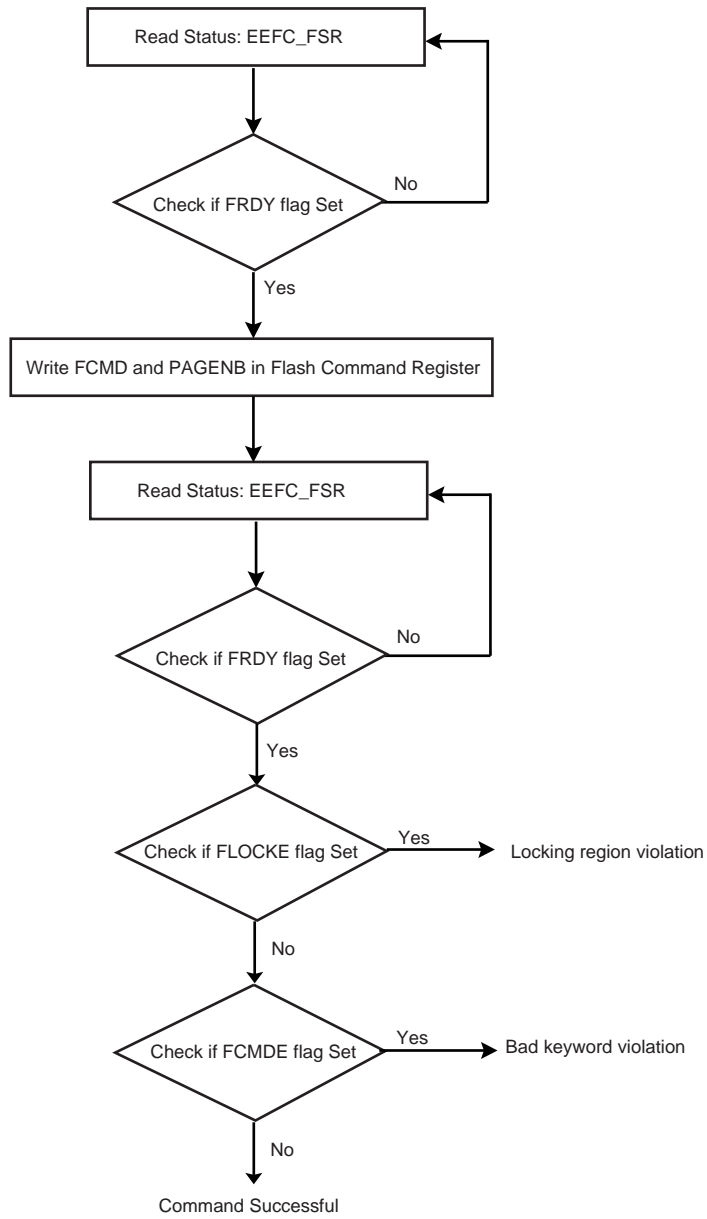 Read Status: EEFC_FSR
No
Check if FRDY flag Set
Yes
Write FCMD and PAGENB in Flash Command Register
Read Status: EEFC_FSR
No
Check if FRDY flag Set
Yes
Check if FLOCKE flag Set
Yes
Locking region violation
No
Check if FCMDE flag Set
Yes
Bad keyword violation
No
Command Successful